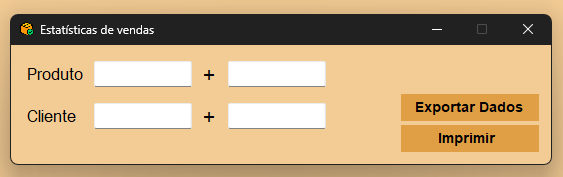 Estatísticas de vendas
Produto +
Cliente +
Exportar Dados
Imprimir